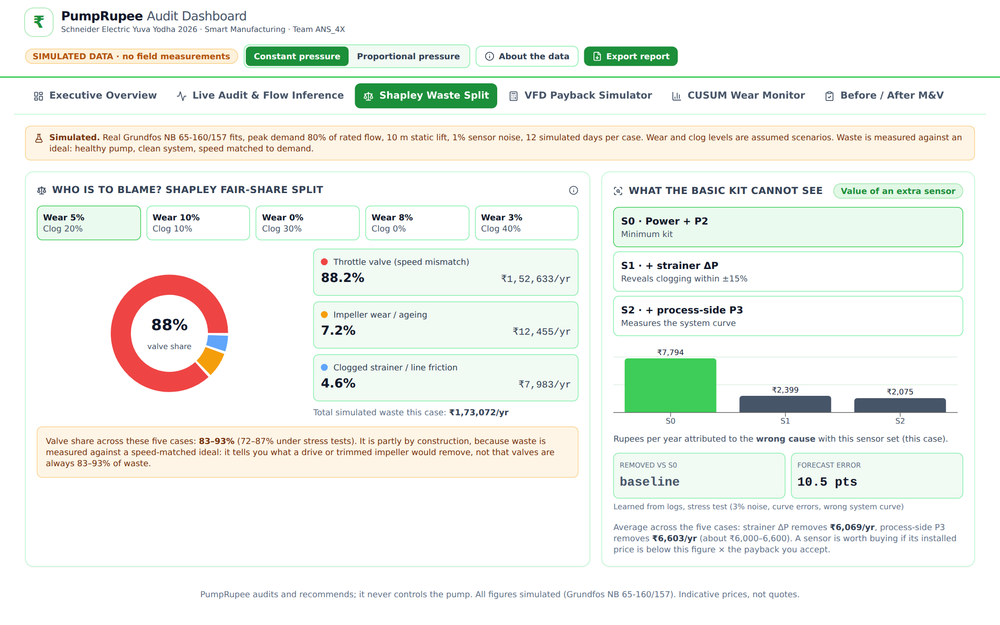 ₹
PumpRupee Audit Dashboard
Schneider Electric Yuva Yodha 2026 · Smart Manufacturing · Team ANS_4X
SIMULATED DATA · no field measurements
Constant pressure
Proportional pressure
About the data
Export report
Executive Overview
Live Audit & Flow Inference
Shapley Waste Split
VFD Payback Simulator
CUSUM Wear Monitor
Before / After M&V
Simulated. Real Grundfos NB 65-160/157 fits, peak demand 80% of rated flow, 10 m static lift, 1% sensor noise, 12 simulated days per case. Wear and clog levels are assumed scenarios. Waste is measured against an
ideal: healthy pump, clean system, speed matched to demand.
WHO IS TO BLAME? SHAPLEY FAIR-SHARE SPLIT
Wear 5%
Clog 20%
Wear 10%
Clog 10%
Wear 0%
Clog 30%
Wear 8%
Clog 0%
Wear 3%
Clog 40%
88%
valve share
Throttle valve (speed mismatch)
88.2% ₹1,52,633/yr
Impeller wear / ageing
7.2% ₹12,455/yr
Clogged strainer / line friction
4.6% ₹7,983/yr
Total simulated waste this case: ₹1,73,072/yr
Valve share across these five cases: 83–93% (72–87% under stress tests). It is partly by construction, because waste is
measured against a speed-matched ideal: it tells you what a drive or trimmed impeller would remove, not that valves are
always 83–93% of waste.
WHAT THE BASIC KIT CANNOT SEE
Value of an extra sensor
S0 · Power + P2
Minimum kit
S1 · + strainer ΔP
Reveals clogging within ±15%
S2 · + process-side P3
Measures the system curve
₹7,794
₹2,399
₹2,075
S0
S1
S2
Rupees per year attributed to the wrong cause with this sensor set (this case).
REMOVED VS S0
baseline
FORECAST ERROR
10.5 pts
Learned from logs, stress test (3% noise, curve errors, wrong system curve)
Average across the five cases: strainer ΔP removes ₹6,069/yr, process-side P3
removes ₹6,603/yr (about ₹6,000–6,600). A sensor is worth buying if its installed
price is below this figure × the payback you accept.
PumpRupee audits and recommends; it never controls the pump. All figures simulated (Grundfos NB 65-160/157). Indicative prices, not quotes.